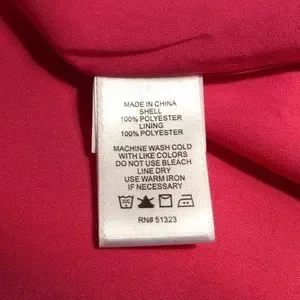 MADE IN CHINA
SHELL
100% POLYESTER
LINING
100% POLYESTER
MACHINE WASH COLD
WITH LIKE COLORS
DO NOT USE BLEACH
LINE DRY
USE WARM IRON
IF NECESSARY
RN# 51323